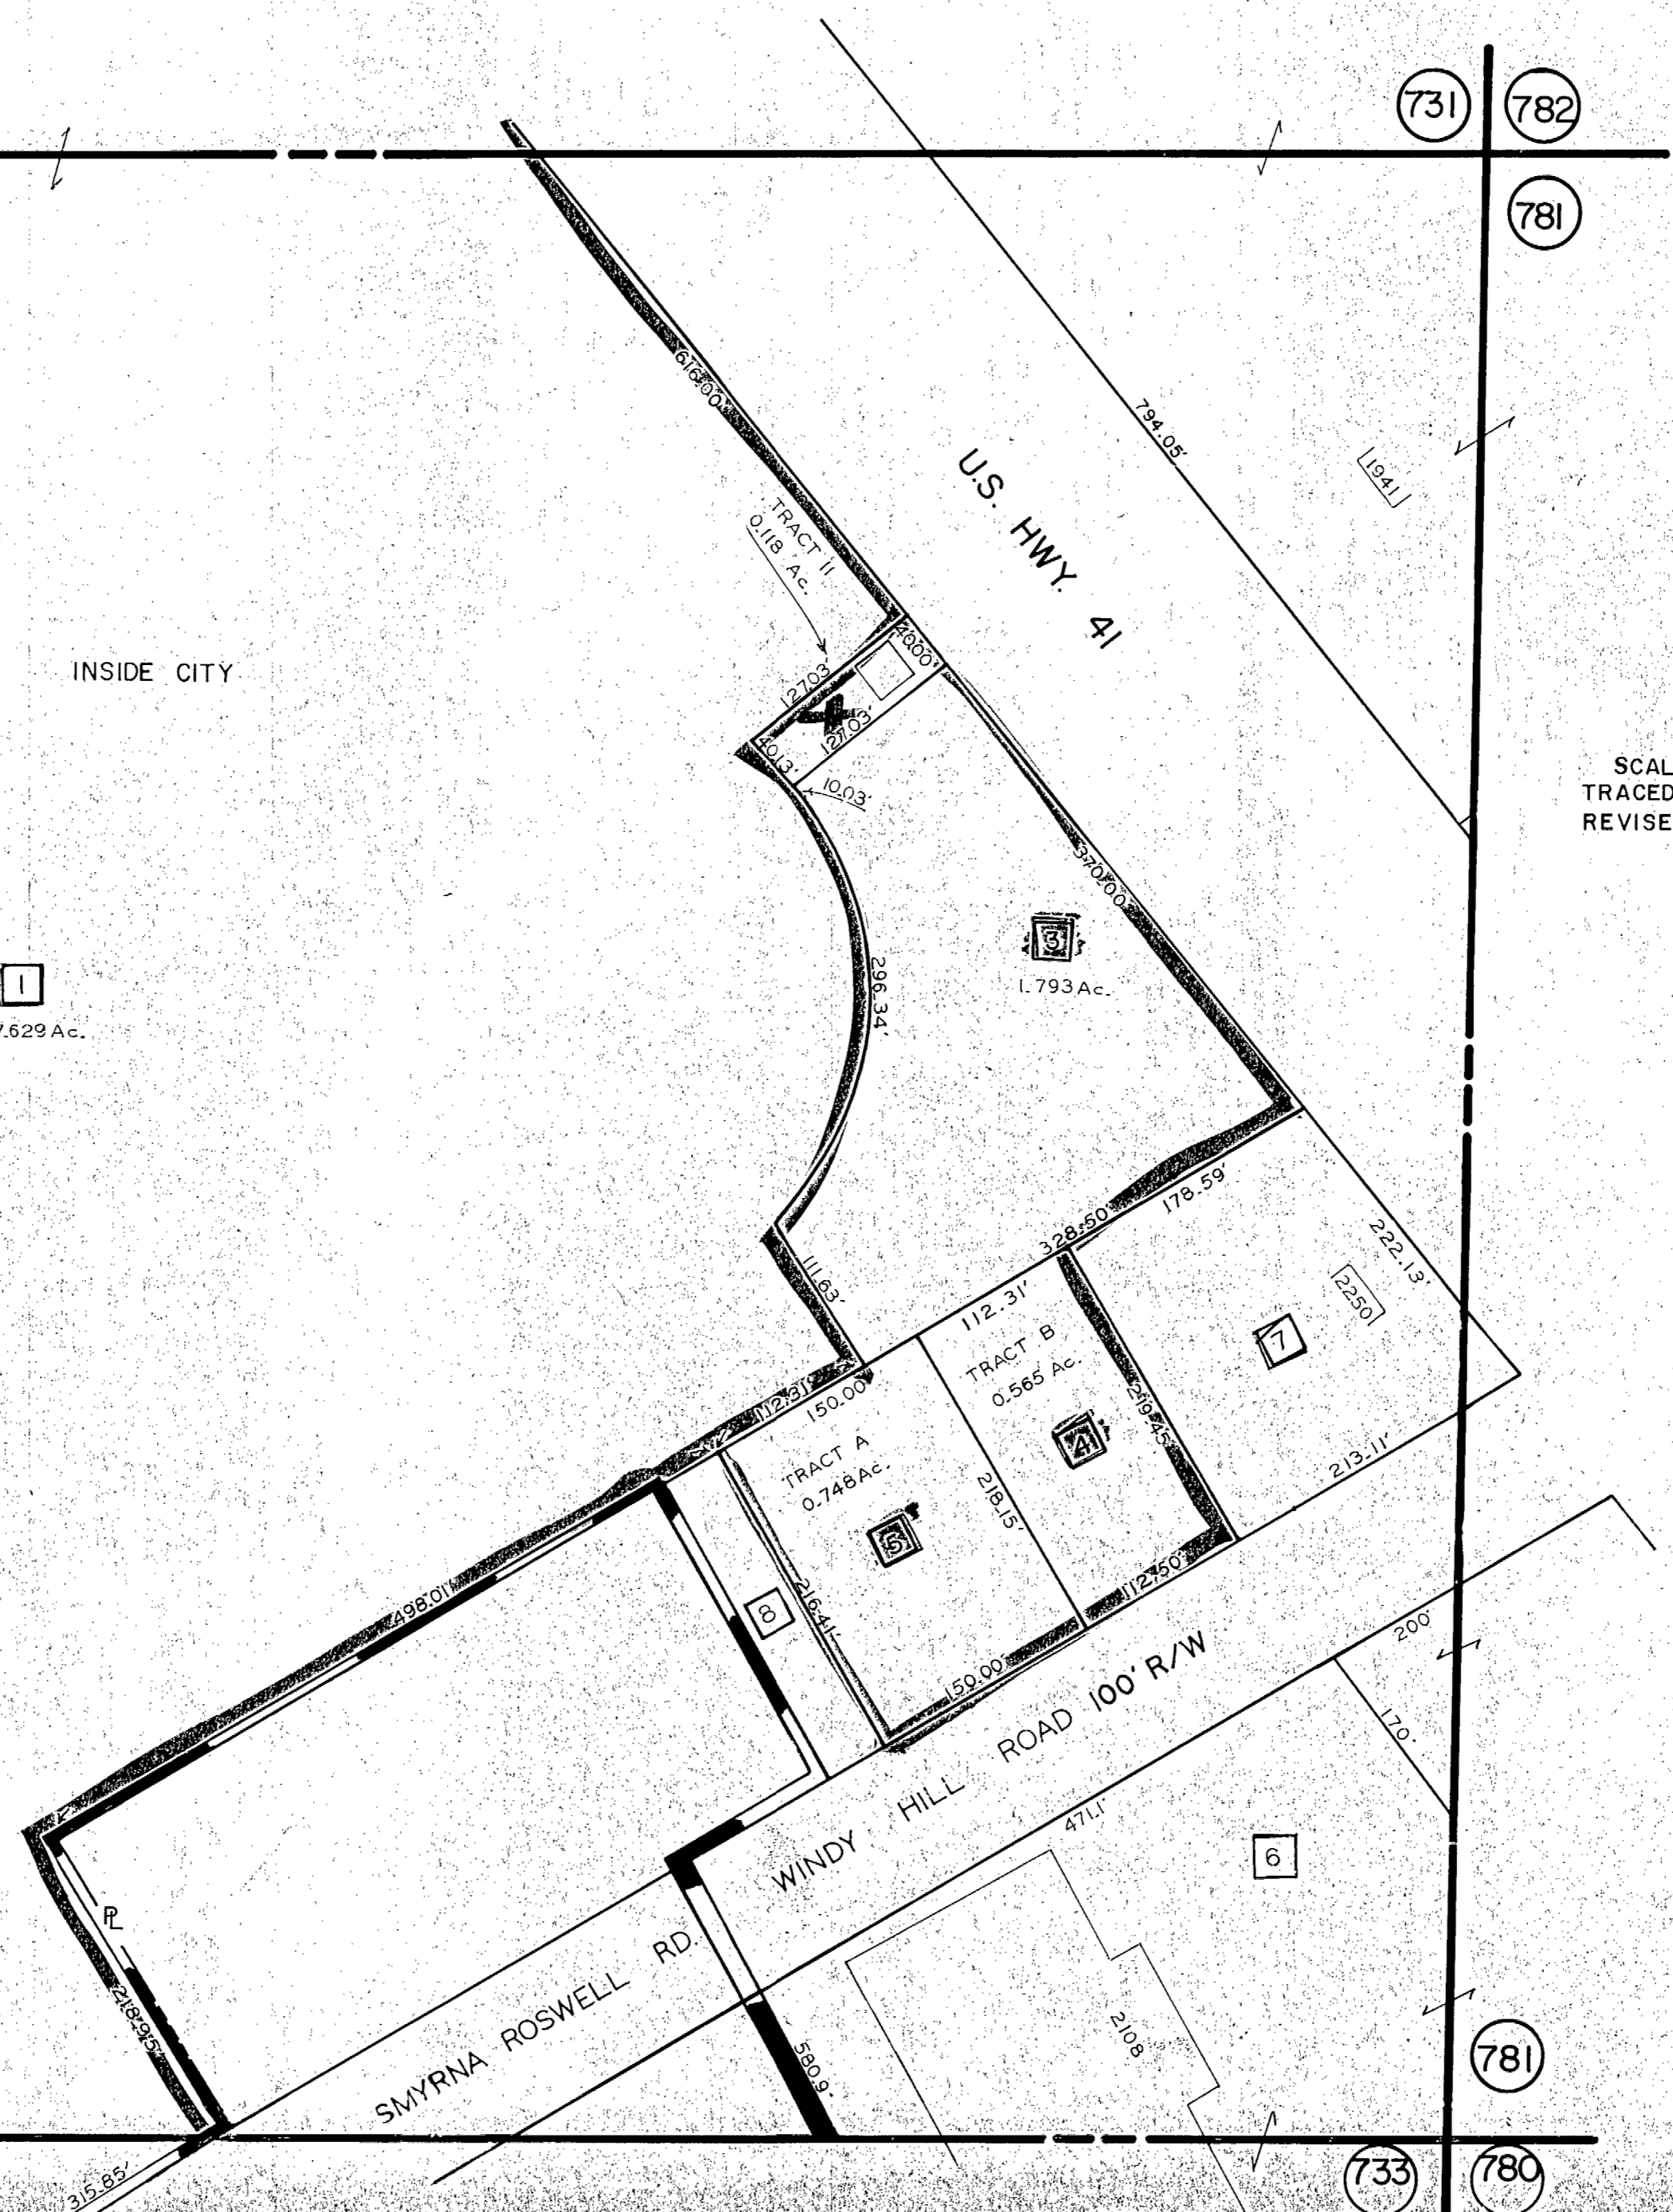 731
782
781
616.00'
794.05'
1941
U.S. HWY. 41
TRACT II
0.118 Ac.
40.00'
INSIDE CITY
127.03'
4
127.03'
40.13'
10.03'
SCAL
TRACED
REVISE
370.00'
3
1.793 Ac.
296.34'
1
7.629 Ac.
178.59'
328.50'
222.13'
111.63'
2250
7
112.31'
TRACT B
0.565 Ac.
4
219.45'
112.31'
150.00'
TRACT A
0.748 Ac.
5
218.15'
213.11'
498.01'
8
216.41'
112.50'
150.00'
200'
WINDY HILL ROAD 100' R/W
170'
471.1'
6
PL
218.95'
SMYRNA ROSWELL RD.
580.9'
2108
781
315.85'
733
780